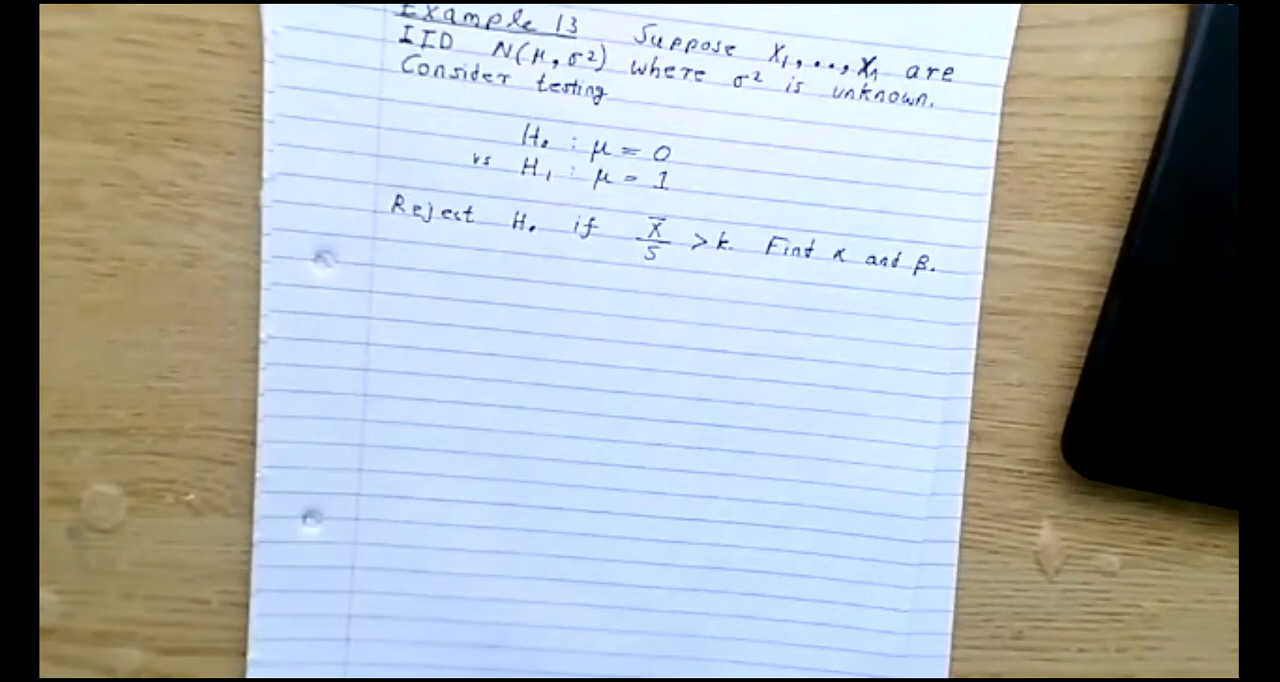 Example 13 Suppose X₁,..., Xₙ are
IID N(μ, σ²) where σ² is unknown.
Consider testing
H₀ : μ = 0
vs H₁ : μ = 1
Reject H₀ if X̄/S > k. Find α and β.